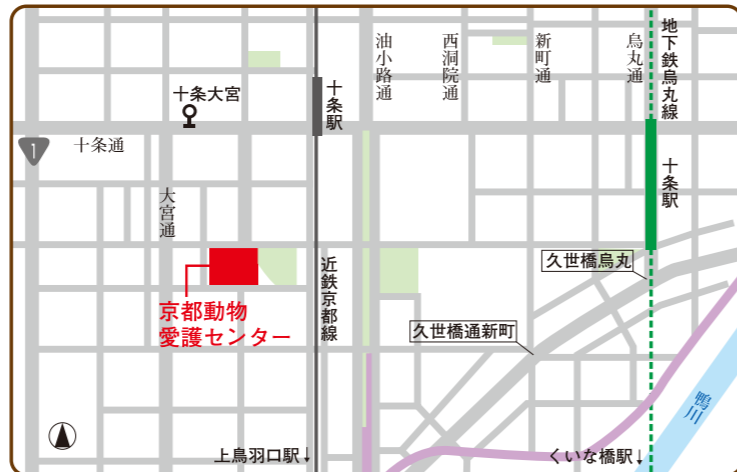 油小路通
西洞院通
新町通
烏丸通
地下鉄烏丸線
十条大宮
十条駅
1
十条通
十条駅
大宮通
久世橋烏丸
近鉄京都線
京都動物
愛護センター
久世橋通新町
鴨川
上鳥羽口駅↓
くいな橋駅↓